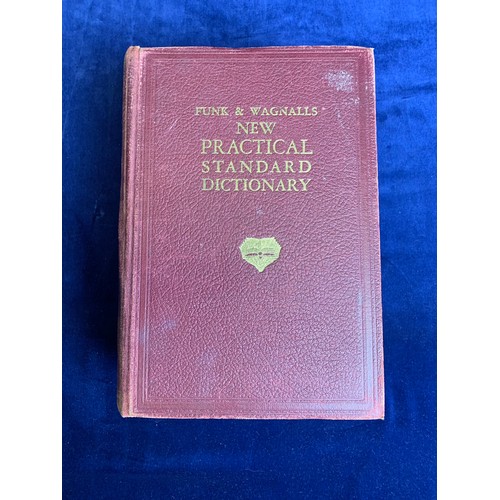 FUNK & WAGNALLS
NEW
PRACTICAL
STANDARD
DICTIONARY